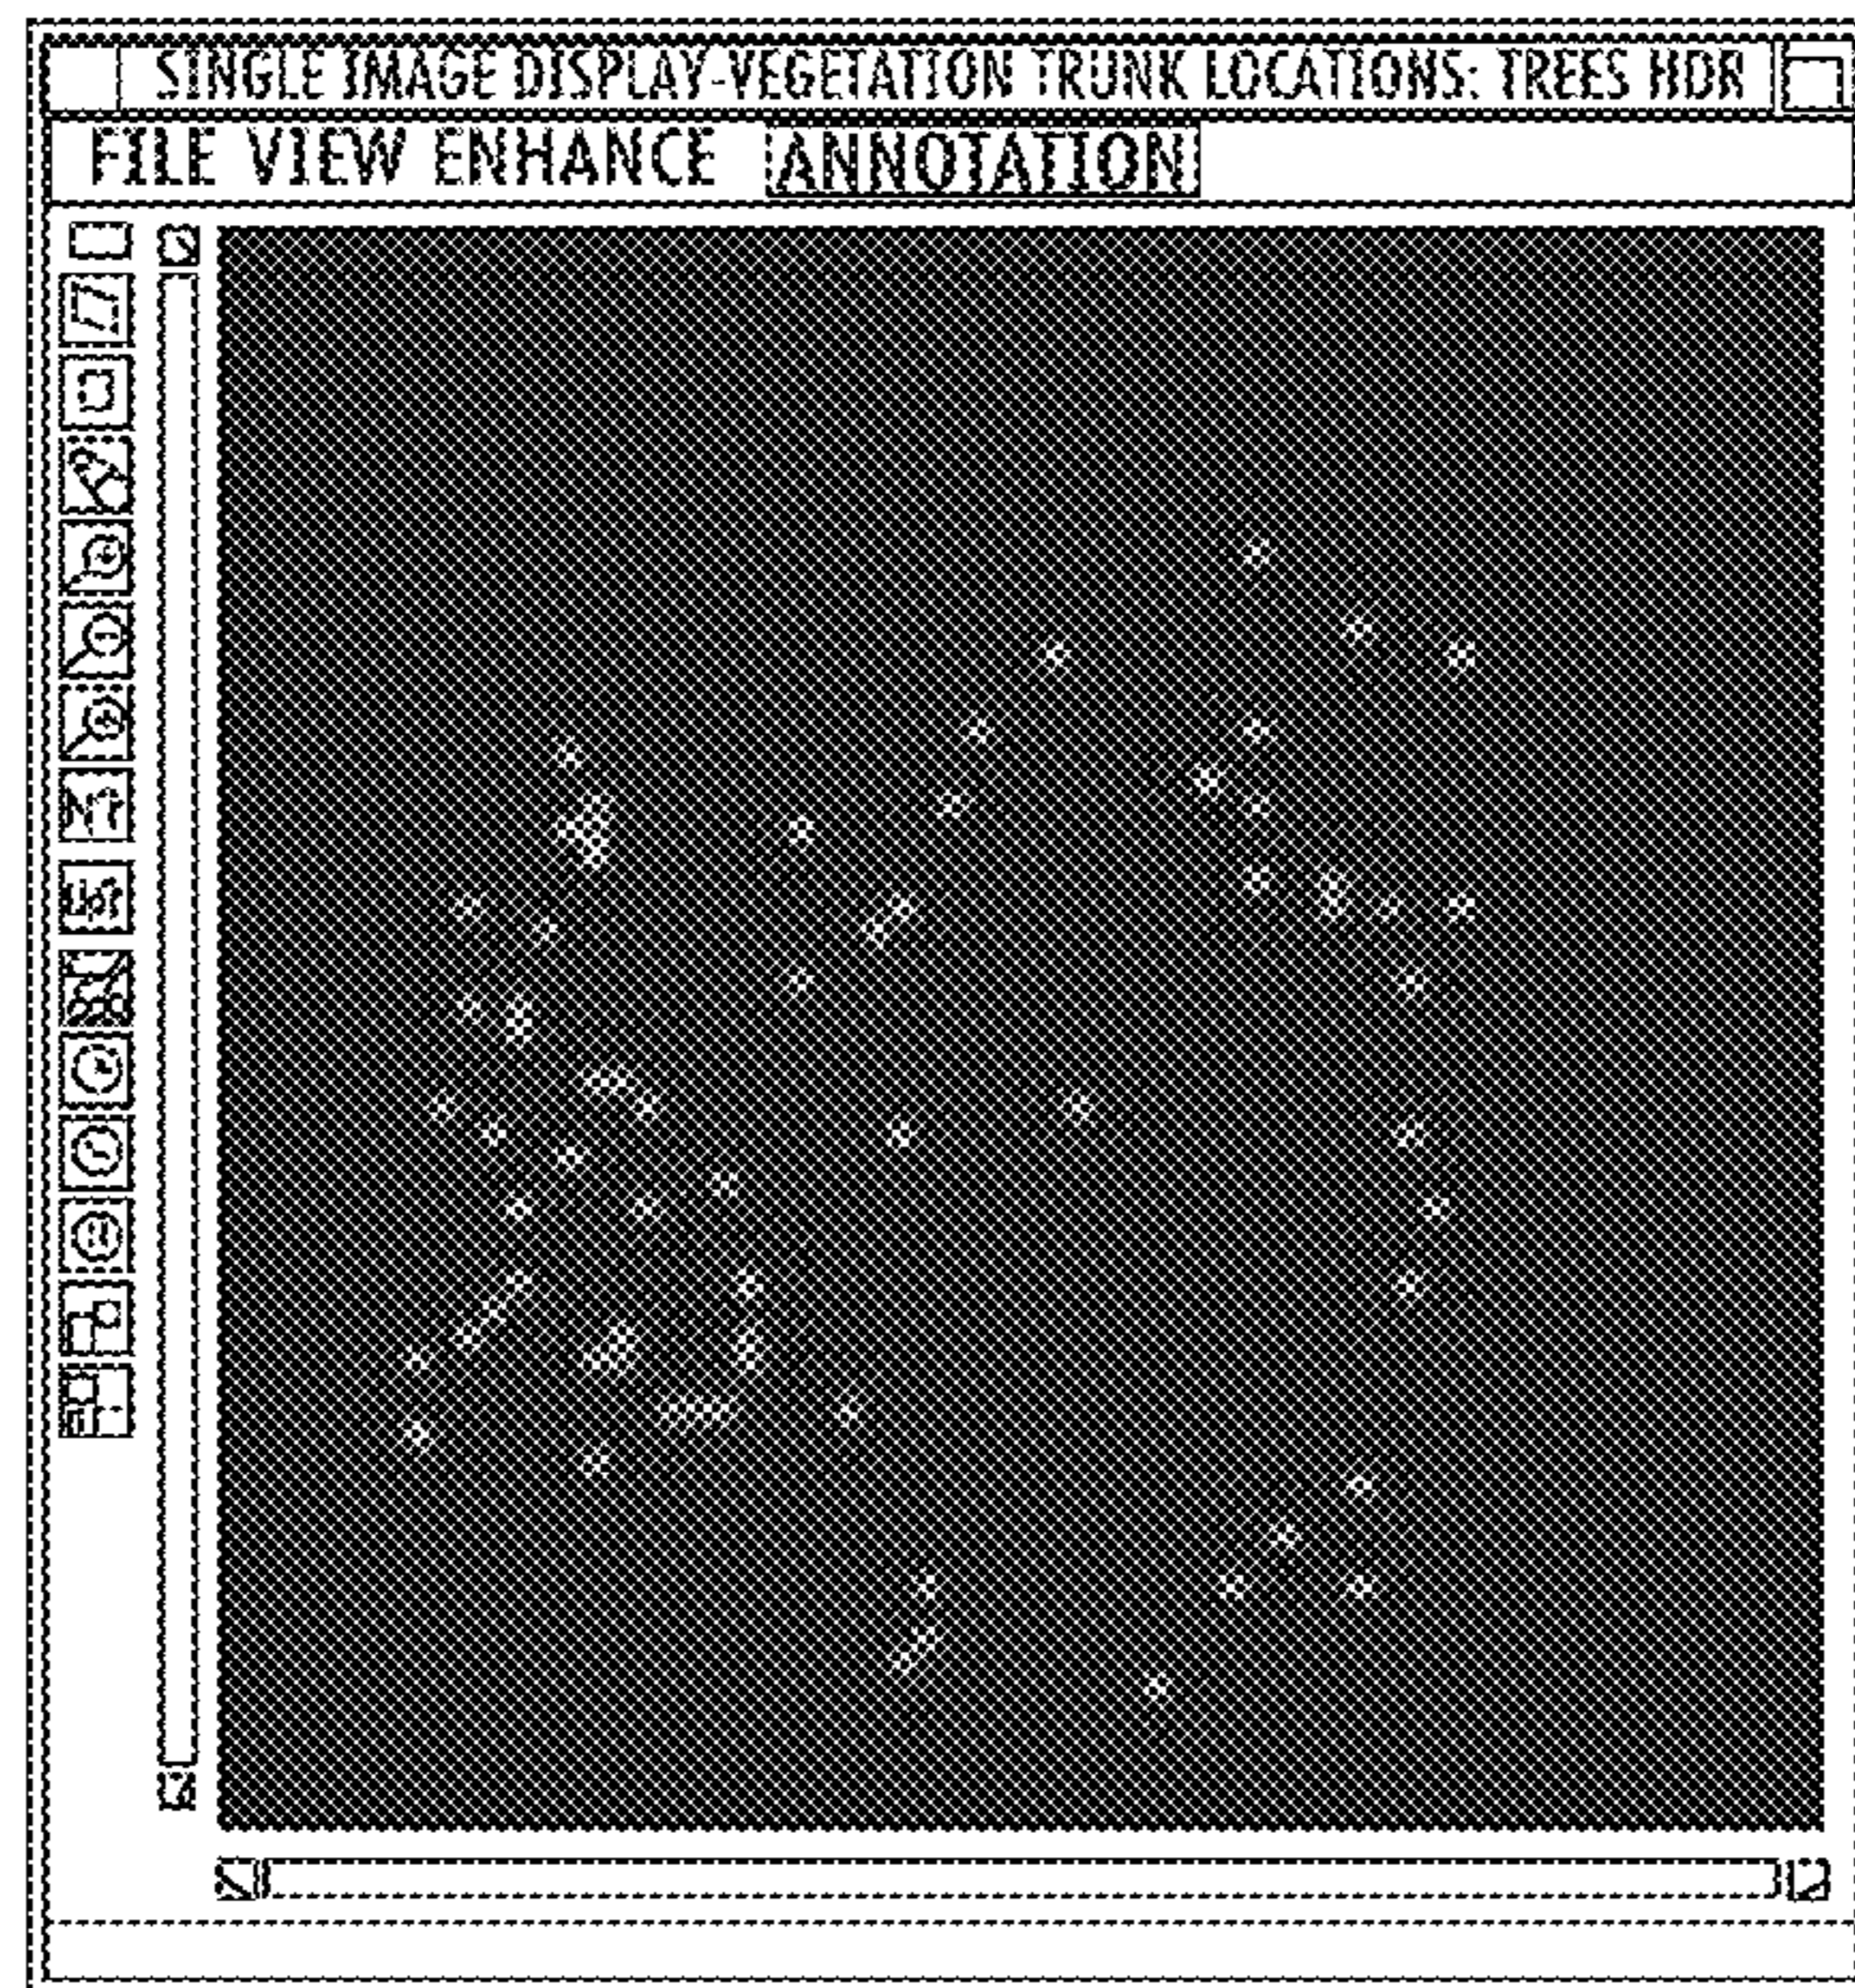 SINGLE IMAGE DISPLAY-VEGETATION TRUNK LOCATIONS: TREES HDR
FILE VIEW ENHANCE ANNOTATION